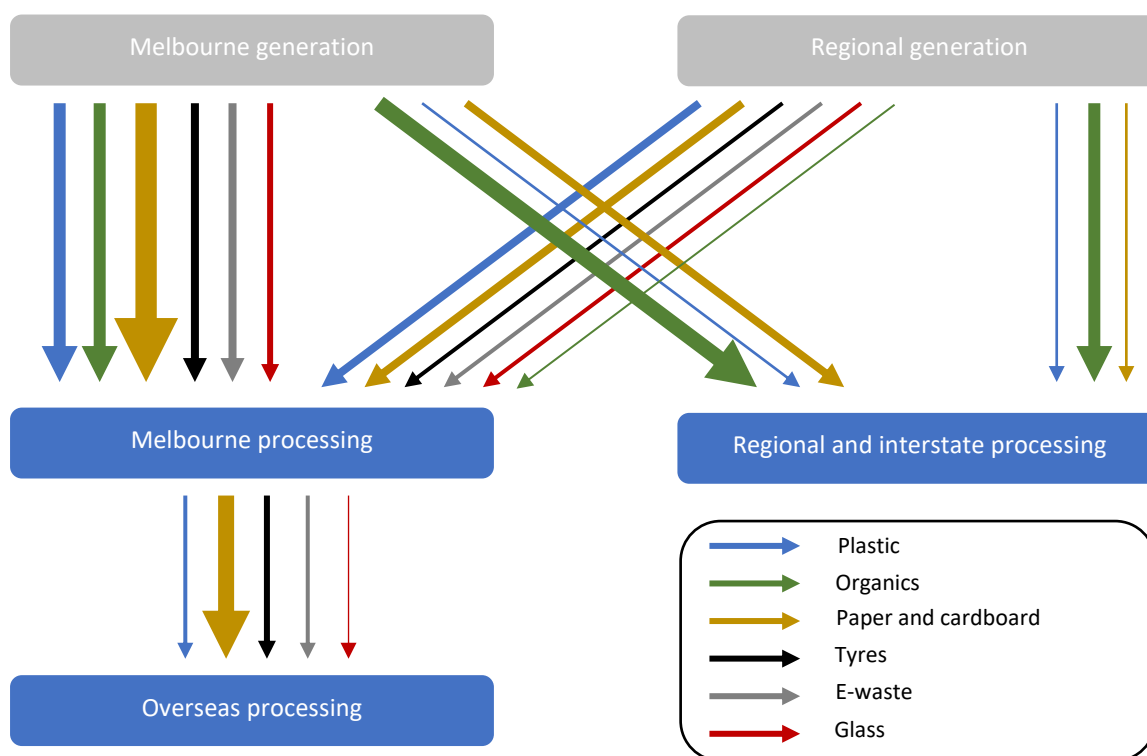 Melbourne generation
Regional generation
Melbourne processing
Regional and interstate processing
Overseas processing
Plastic
Organics
Paper and cardboard
Tyres
E-waste
Glass